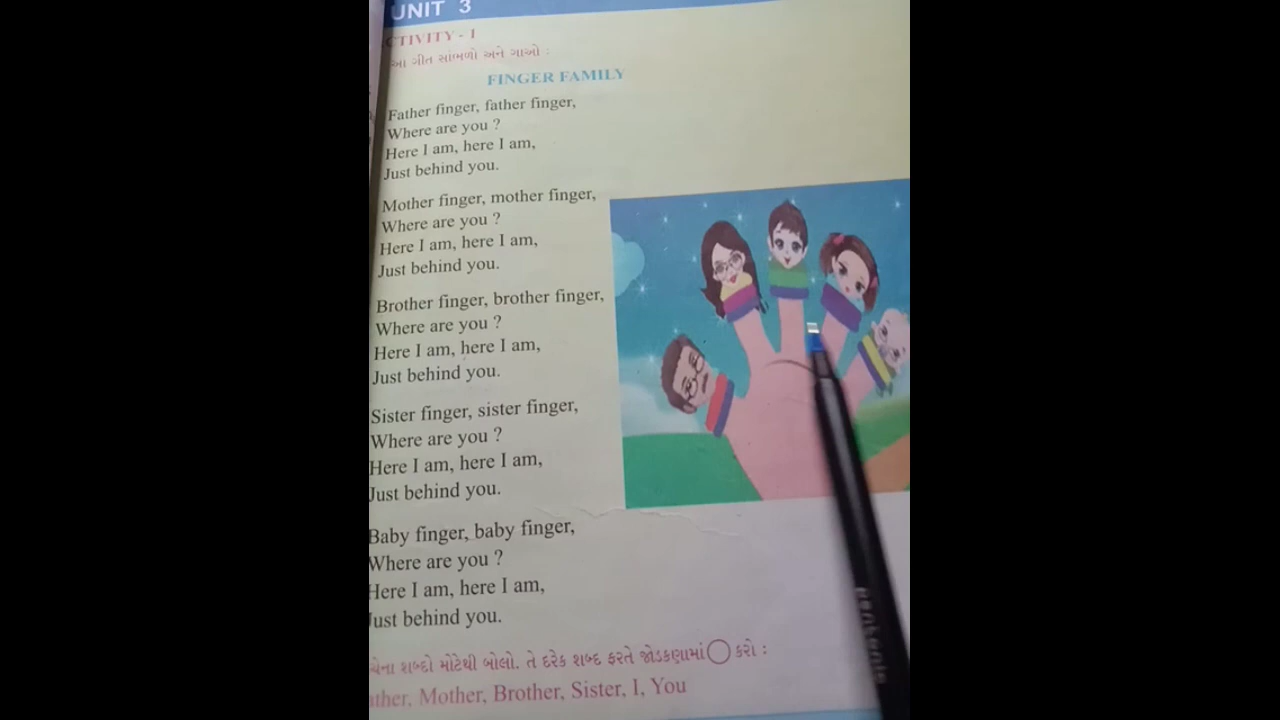 UNIT 3
CTIVITY - 1
આ ગીત સાંભળો અને ગાઓ :
FINGER FAMILY
Father finger, father finger,
Where are you ?
Here I am, here I am,
Just behind you.
Mother finger, mother finger,
Where are you ?
Here I am, here I am,
Just behind you.
Brother finger, brother finger,
Where are you ?
Here I am, here I am,
Just behind you.
Sister finger, sister finger,
Where are you ?
Here I am, here I am,
Just behind you.
Baby finger, baby finger,
Where are you ?
Here I am, here I am,
Just behind you.
ચેના શબ્દો મોટેથી બોલો. તે દરેક શબ્દ ફરતે જોડકણામાં ◯ કરો :
ather, Mother, Brother, Sister, I, You